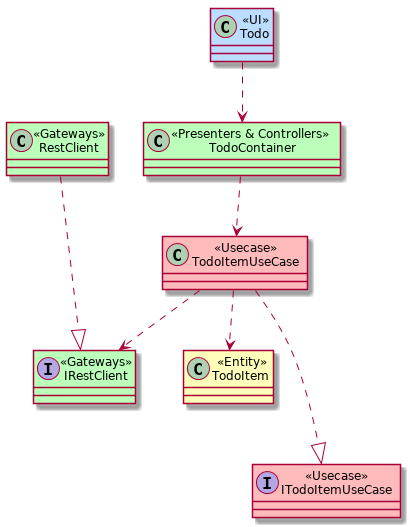 C «UI»
Todo
C «Gateways»
RestClient
C «Presenters & Controllers»
TodoContainer
C «Usecase»
TodoItemUseCase
I «Gateways»
IRestClient
C «Entity»
TodoItem
I «Usecase»
ITodoItemUseCase